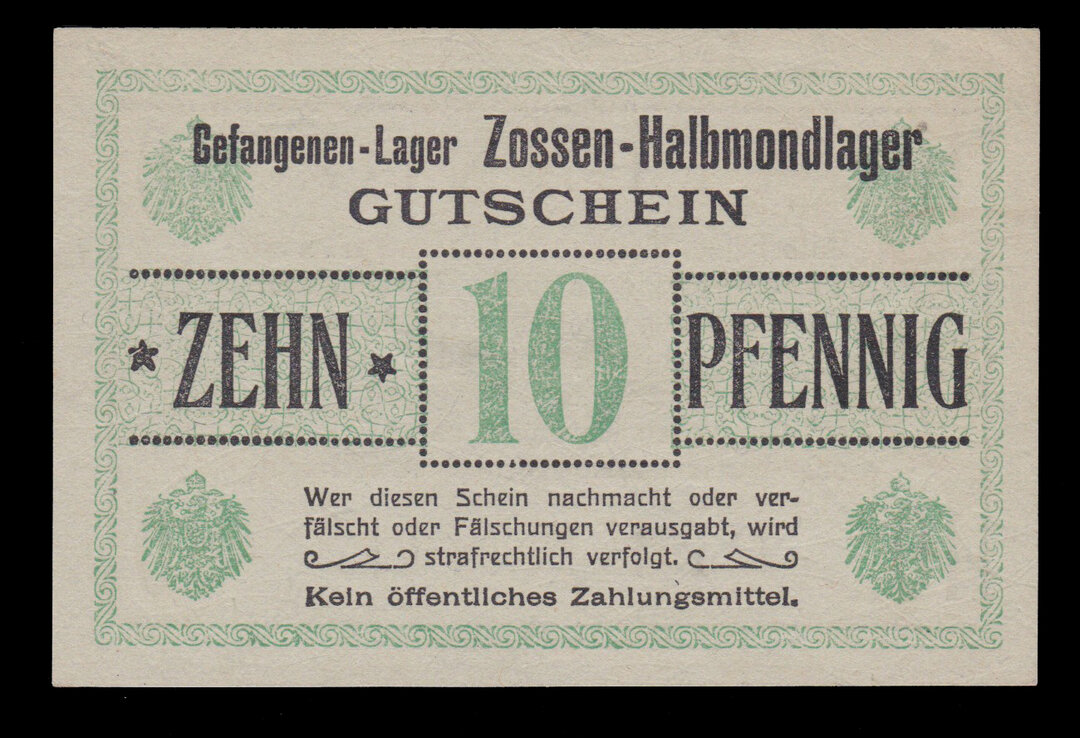 Gefangenen-Lager Zossen-Halbmondlager
GUTSCHEIN
ZEHN 10 PFENNIG
Wer diesen Schein nachmacht oder ver-
fälscht oder Fälschungen verausgabt, wird
strafrechtlich verfolgt.
Kein öffentliches Zahlungsmittel.